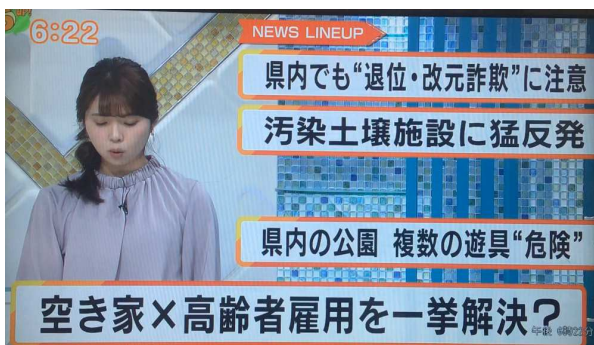 6:22
NEWS LINEUP
県内でも“退位・改元詐欺”に注意
汚染土壌施設に猛反発
県内の公園 複数の遊具“危険”
空き家×高齢者雇用を一挙解決？